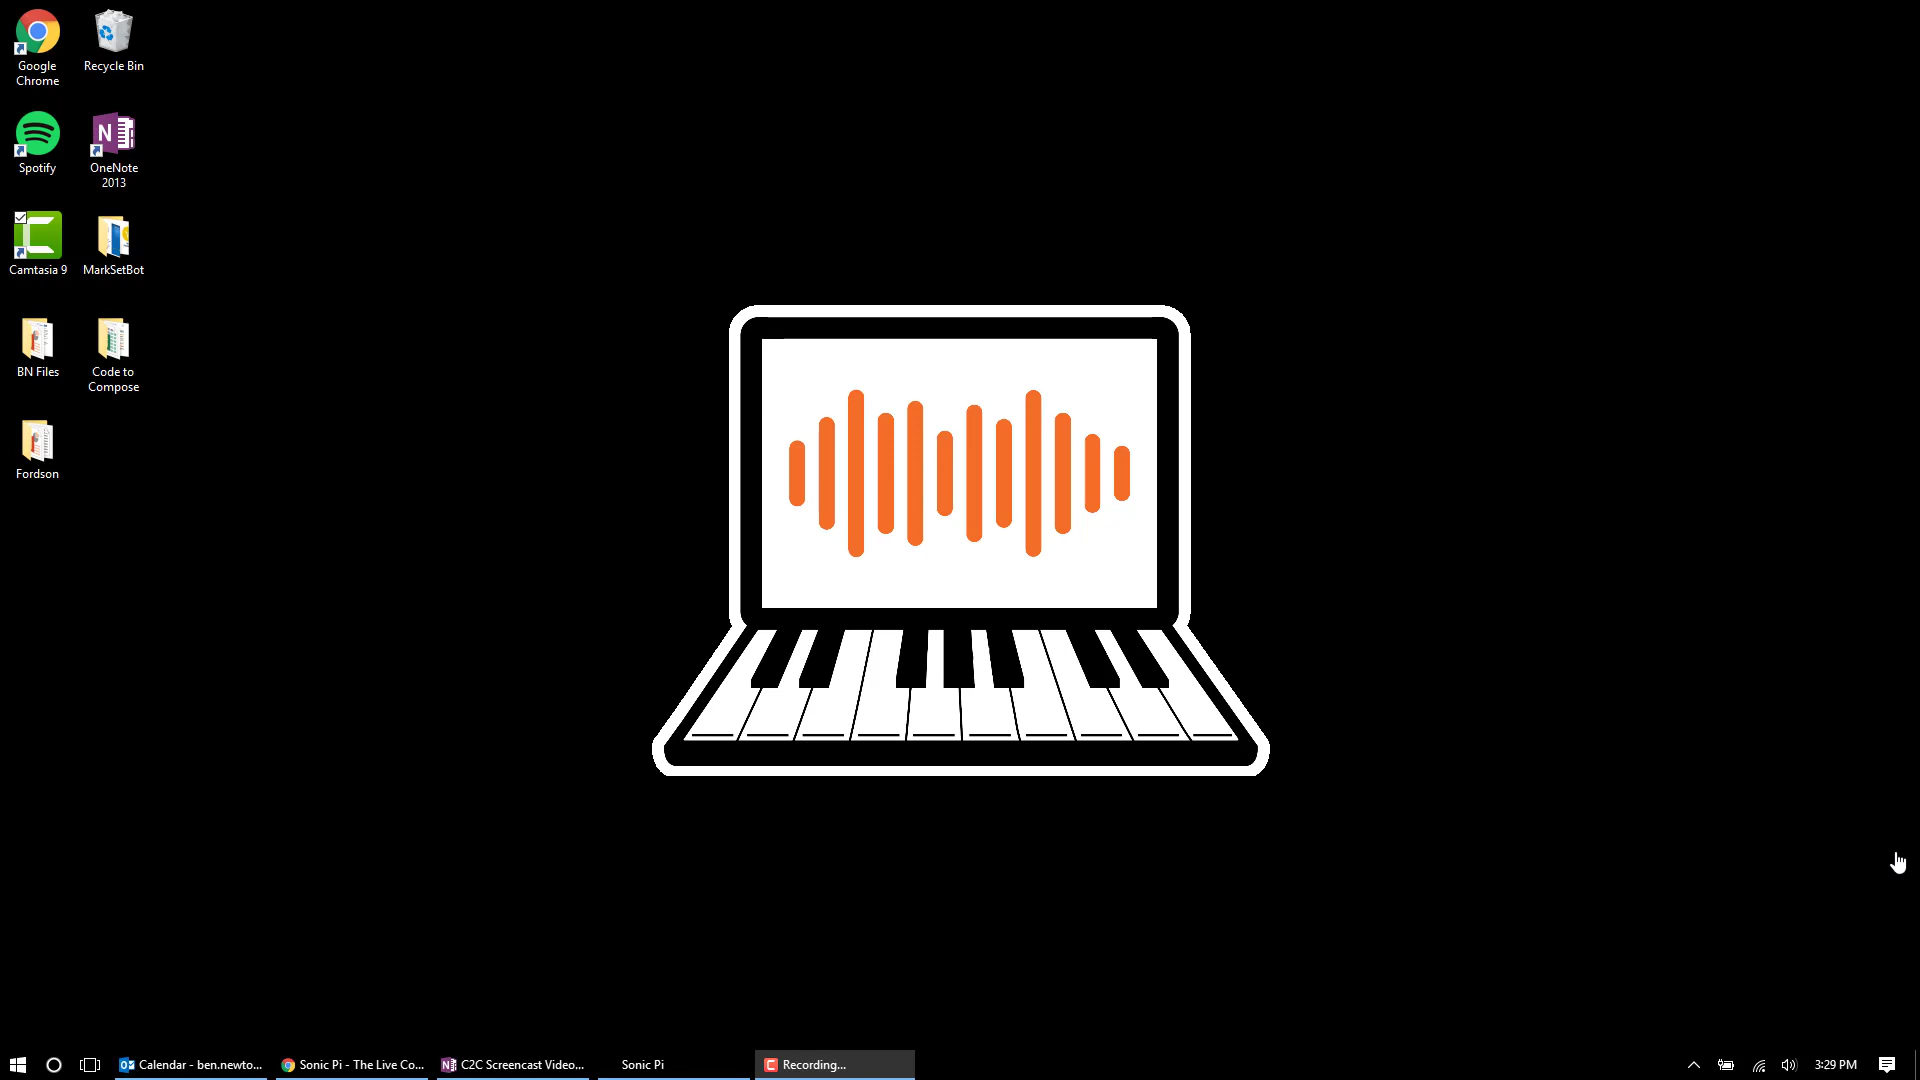 Google
Chrome
Recycle Bin
Spotify
OneNote
2013
Camtasia 9
MarkSetBot
BN Files
Code to
Compose
Fordson
Calendar - ben.newto...
Sonic Pi - The Live Co...
C2C Screencast Video...
Sonic Pi
Recording...
3:29 PM